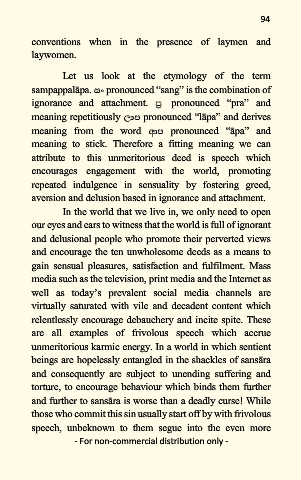 94
conventions when in the presence of laymen and
laywomen.
Let us look at the etymology of the term
sampappalāpa. සං pronounced “sang” is the combination of
ignorance and attachment. ප්‍ර pronounced “pra” and
meaning repetitiously ලාප pronounced “lāpa” and derives
meaning from the word ආප pronounced “āpa” and
meaning to stick. Therefore a fitting meaning we can
attribute to this unmeritorious deed is speech which
encourages engagement with the world, promoting
repeated indulgence in sensuality by fostering greed,
aversion and delusion based in ignorance and attachment.
In the world that we live in, we only need to open
our eyes and ears to witness that the world is full of ignorant
and delusional people who promote their perverted views
and encourage the ten unwholesome deeds as a means to
gain sensual pleasures, satisfaction and fulfilment. Mass
media such as the television, print media and the Internet as
well as today’s prevalent social media channels are
virtually saturated with vile and decadent content which
relentlessly encourage debauchery and incite spite. These
are all examples of frivolous speech which accrue
unmeritorious karmic energy. In a world in which sentient
beings are hopelessly entangled in the shackles of sansāra
and consequently are subject to unending suffering and
torture, to encourage behaviour which binds them further
and further to sansāra is worse than a deadly curse! While
those who commit this sin usually start off by with frivolous
speech, unbeknown to them segue into the even more
- For non-commercial distribution only -